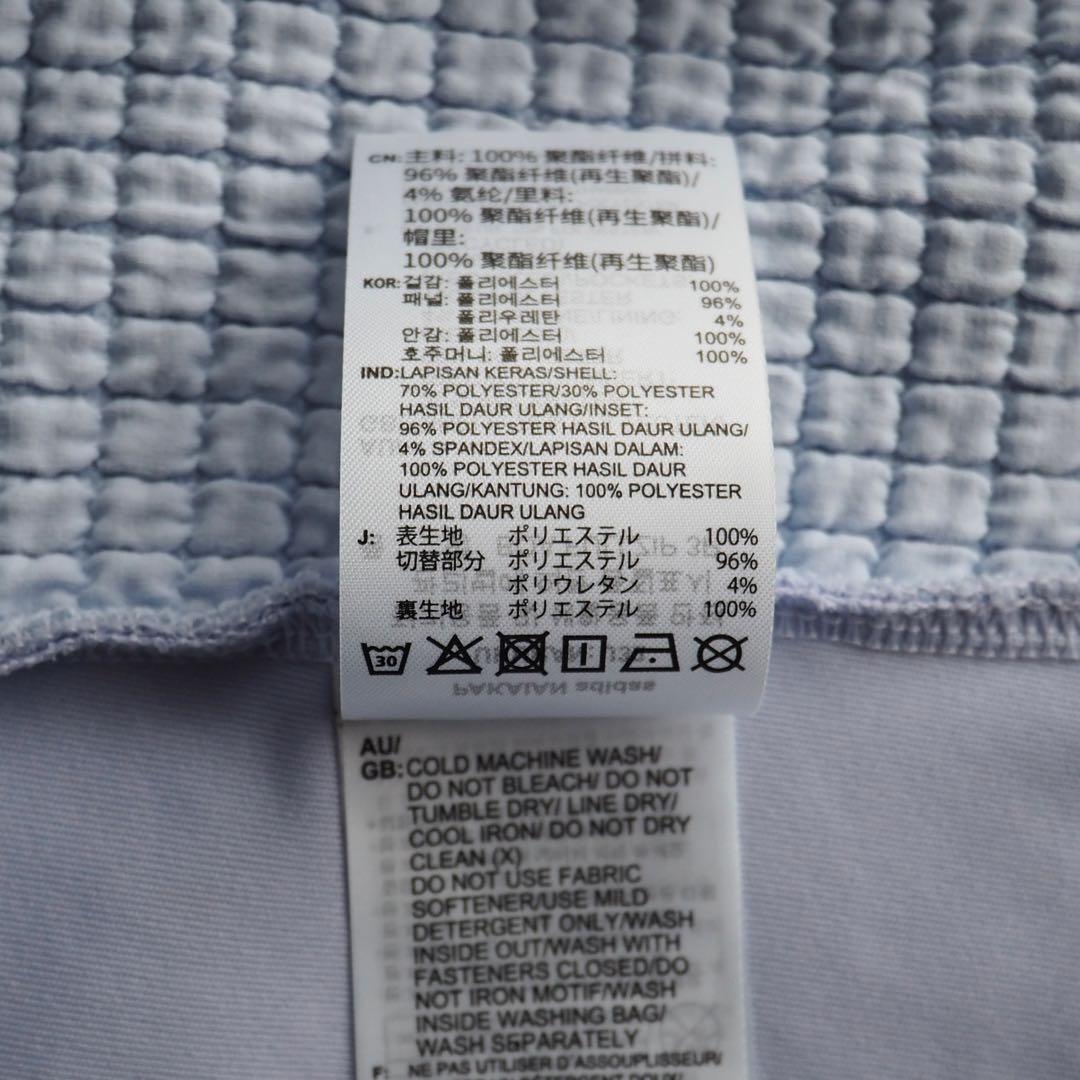 CN: 主料: 100% 聚酯纤维/拼料:
96% 聚酯纤维(再生聚酯)/
4% 氨纶/里料:
100% 聚酯纤维(再生聚酯)/
帽里:
100% 聚酯纤维(再生聚酯)
KOR: 겉감: 폴리에스터 100%
패널: 폴리에스터 96%
폴리우레탄 4%
안감: 폴리에스터 100%
호주머니: 폴리에스터 100%
IND: LAPISAN KERAS/SHELL:
70% POLYESTER/30% POLYESTER
HASIL DAUR ULANG/INSET:
96% POLYESTER HASIL DAUR ULANG/
4% SPANDEX/LAPISAN DALAM:
100% POLYESTER HASIL DAUR
ULANG/KANTUNG: 100% POLYESTER
HASIL DAUR ULANG
J: 表生地 ポリエステル 100%
切替部分 ポリエステル 96%
ポリウレタン 4%
裏生地 ポリエステル 100%
30
PAKAIAN adidas
AU/
GB: COLD MACHINE WASH/
DO NOT BLEACH/ DO NOT
TUMBLE DRY/ LINE DRY/
COOL IRON/ DO NOT DRY
CLEAN (X)
DO NOT USE FABRIC
SOFTENER/USE MILD
DETERGENT ONLY/WASH
INSIDE OUT/WASH WITH
FASTENERS CLOSED/DO
NOT IRON MOTIF/WASH
INSIDE WASHING BAG/
WASH SEPARATELY
F: NE PAS UTILISER D'ASSOUPLISSEUR/